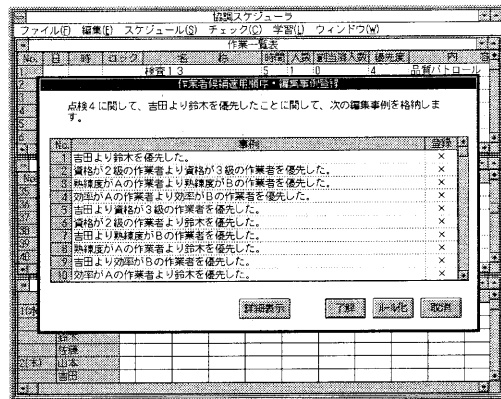 協調スケジューラ
ファイル(F) 編集(E) スケジュール(S) チェック(C) 学習(L) ウィンドウ(W)
作業一覧表
No. 日 時 ロック 名 称 時間 人数 割当済人数 優先度 内 容
1 検査13 5 1 0 4 品質パトロール
作業者候補適用順序・編集事例登録
点検4に関して、吉田より鈴木を優先したことに関して、次の編集事例を格納しま
す。
No. 事例 登録
1 吉田より鈴木を優先した。 ×
2 資格が2級の作業者より資格が3級の作業者を優先した。 ×
3 熟練度がAの作業者より熟練度がBの作業者を優先した。 ×
4 効率がAの作業者より効率がBの作業者を優先した。 ×
5 吉田より資格が3級の作業者を優先した。 ×
6 資格が2級の作業者より鈴木を優先した。 ×
7 吉田より熟練度がBの作業者を優先した。 ×
8 熟練度がAの作業者より鈴木を優先した。 ×
9 吉田より効率がBの作業者を優先した。 ×
10 効率がAの作業者より鈴木を優先した。 ×
詳細表示 了解 ルール化 取消
鈴木
佐藤
2(木) 山本
吉田